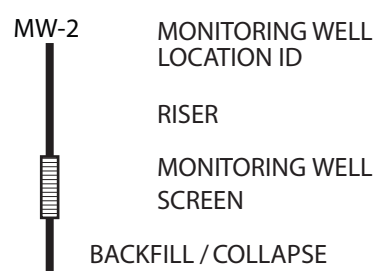 MW-2 MONITORING WELL
LOCATION ID
RISER
MONITORING WELL
SCREEN
BACKFILL / COLLAPSE